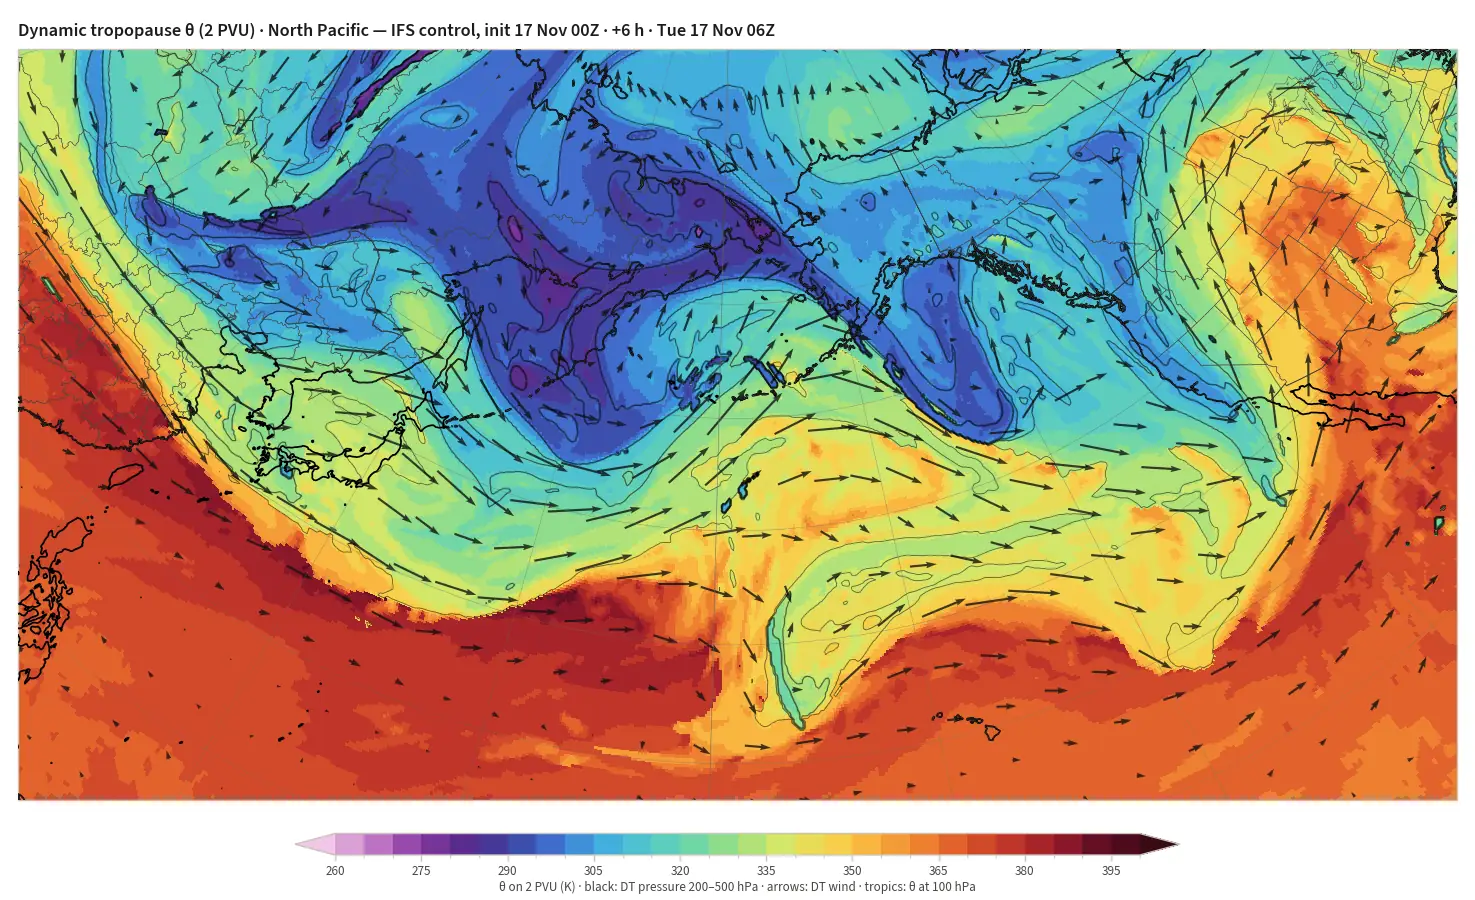 Dynamic tropopause θ (2 PVU) · North Pacific — IFS control, init 17 Nov 00Z · +6 h · Tue 17 Nov 06Z
260 275 290 305 320 335 350 365 380 395
θ on 2 PVU (K) · black: DT pressure 200–500 hPa · arrows: DT wind · tropics: θ at 100 hPa